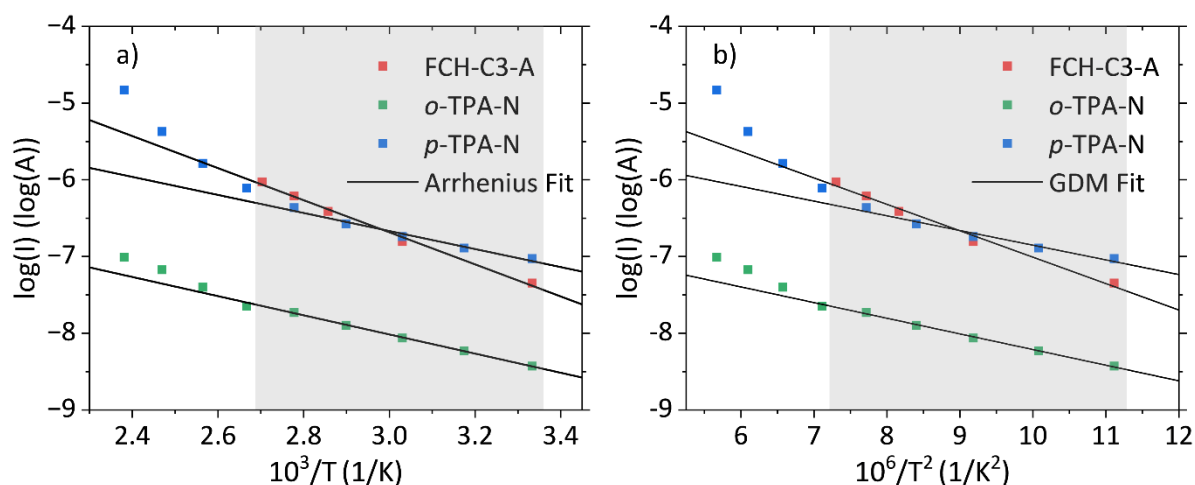 −4
−5
−6
−7
−8
−9
log(I) (log(A))
a)
FCH-C3-A
o-TPA-N
p-TPA-N
Arrhenius Fit
2.4 2.6 2.8 3.0 3.2 3.4
10³/T (1/K)
-4
-5
-6
-7
-8
-9
log(I) (log(A))
b)
FCH-C3-A
o-TPA-N
p-TPA-N
GDM Fit
6 7 8 9 10 11 12
10⁶/T² (1/K²)